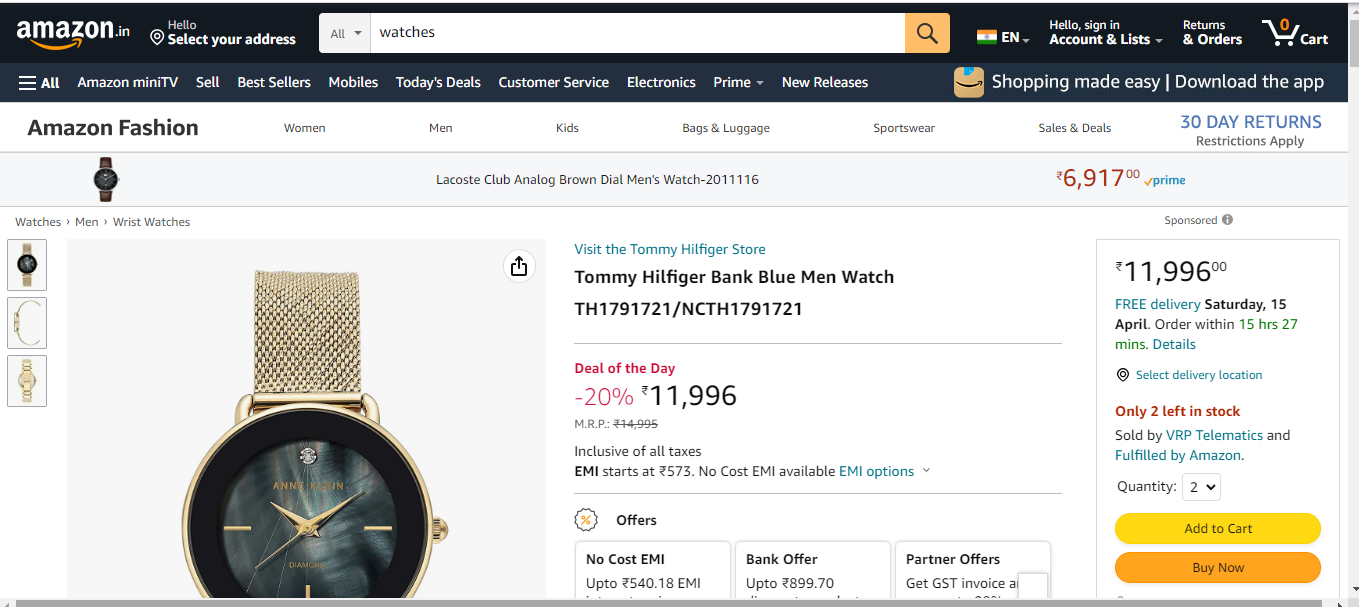 amazon.in
Hello
Select your address
All
watches
EN
Hello, sign in
Account & Lists
Returns
& Orders
0
Cart
All
Amazon miniTV
Sell
Best Sellers
Mobiles
Today's Deals
Customer Service
Electronics
Prime
New Releases
Shopping made easy | Download the app
Amazon Fashion
Women
Men
Kids
Bags & Luggage
Sportswear
Sales & Deals
30 DAY RETURNS
Restrictions Apply
Lacoste Club Analog Brown Dial Men's Watch-2011116
₹6,91700
prime
Watches › Men › Wrist Watches
Sponsored
ANNE KLEIN
DIAMOND
Visit the Tommy Hilfiger Store
Tommy Hilfiger Bank Blue Men Watch
TH1791721/NCTH1791721
Deal of the Day
-20% ₹11,996
M.R.P.: ₹14,995
Inclusive of all taxes
EMI starts at ₹573. No Cost EMI available EMI options
Offers
No Cost EMI
Upto ₹540.18 EMI
Bank Offer
Upto ₹899.70
Partner Offers
Get GST invoice
₹11,99600
FREE delivery Saturday, 15
April. Order within 15 hrs 27
mins. Details
Select delivery location
Only 2 left in stock
Sold by VRP Telematics and
Fulfilled by Amazon.
Quantity: 2
Add to Cart
Buy Now